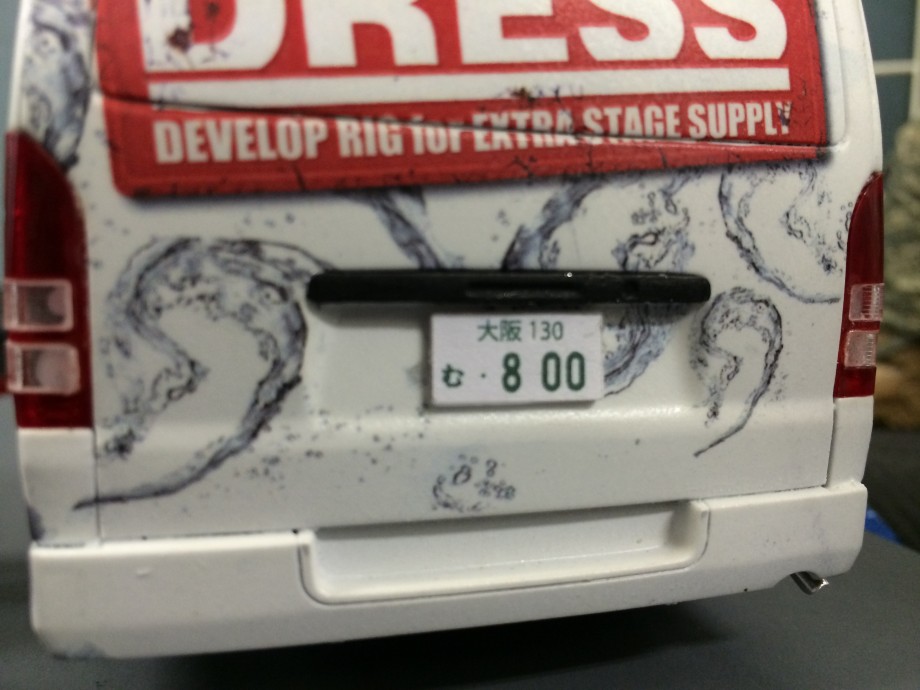 DRESS
DEVELOP RIG for EXTRA STAGE SUPPLY
大阪 130
む・8 00